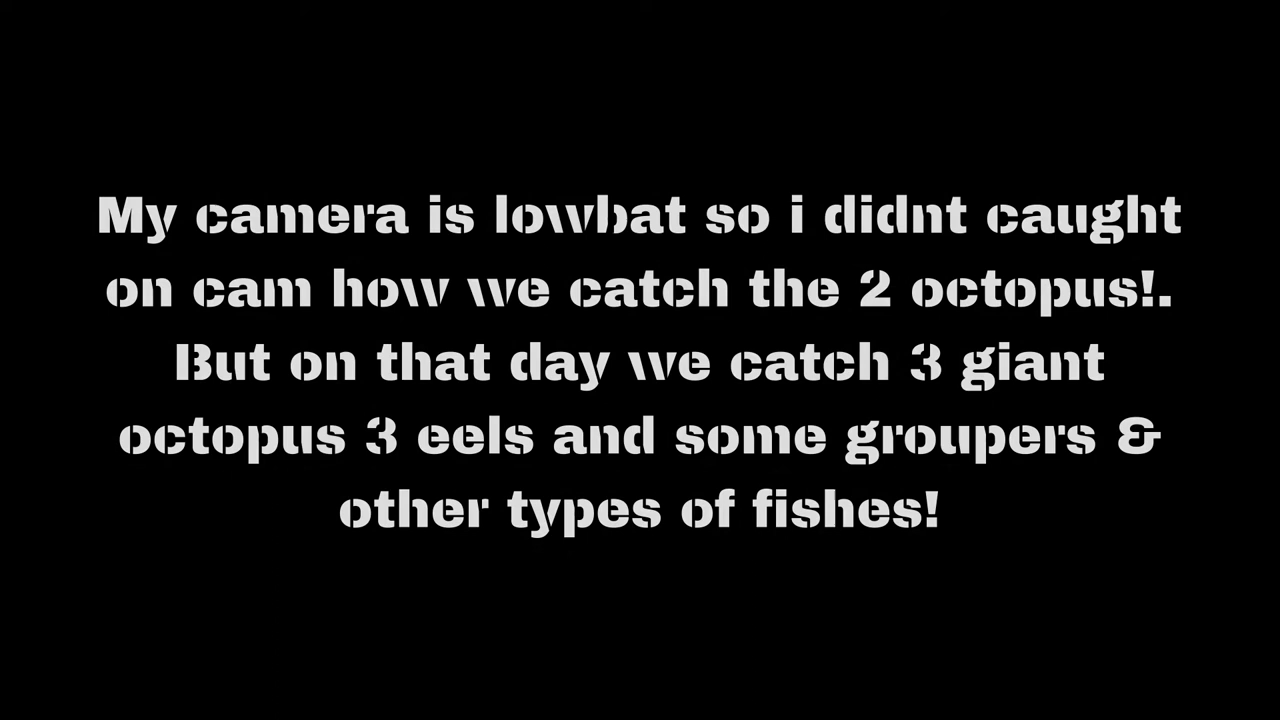 My camera is lowbat so i didnt caught
on cam how we catch the 2 octopus!.
But on that day we catch 3 giant
octopus 3 eels and some groupers &
other types of fishes!